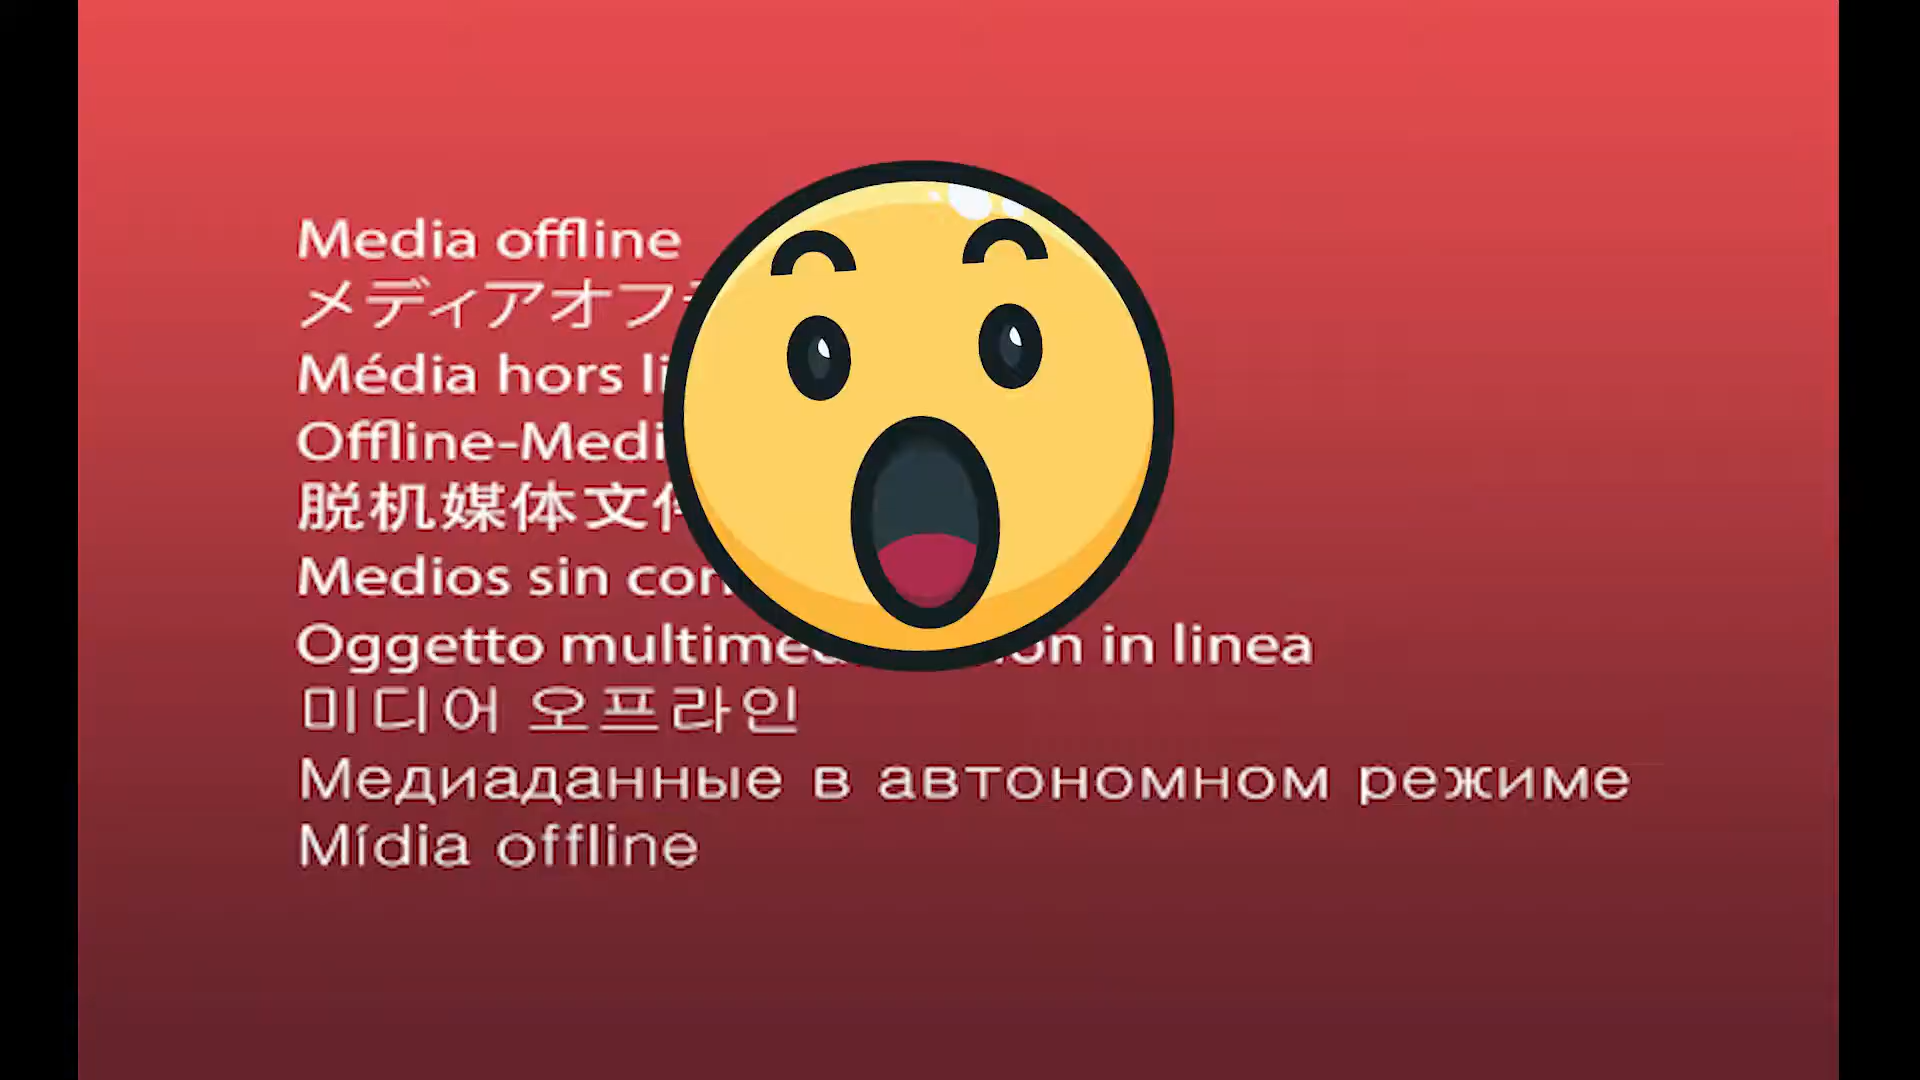 Media offline
メディアオフ
Média hors
Offline-Medi
脱机媒体文件
Medios sin con
Oggetto multime on in linea
미디어 오프라인
Медиаданные в автономном режиме
Mídia offline